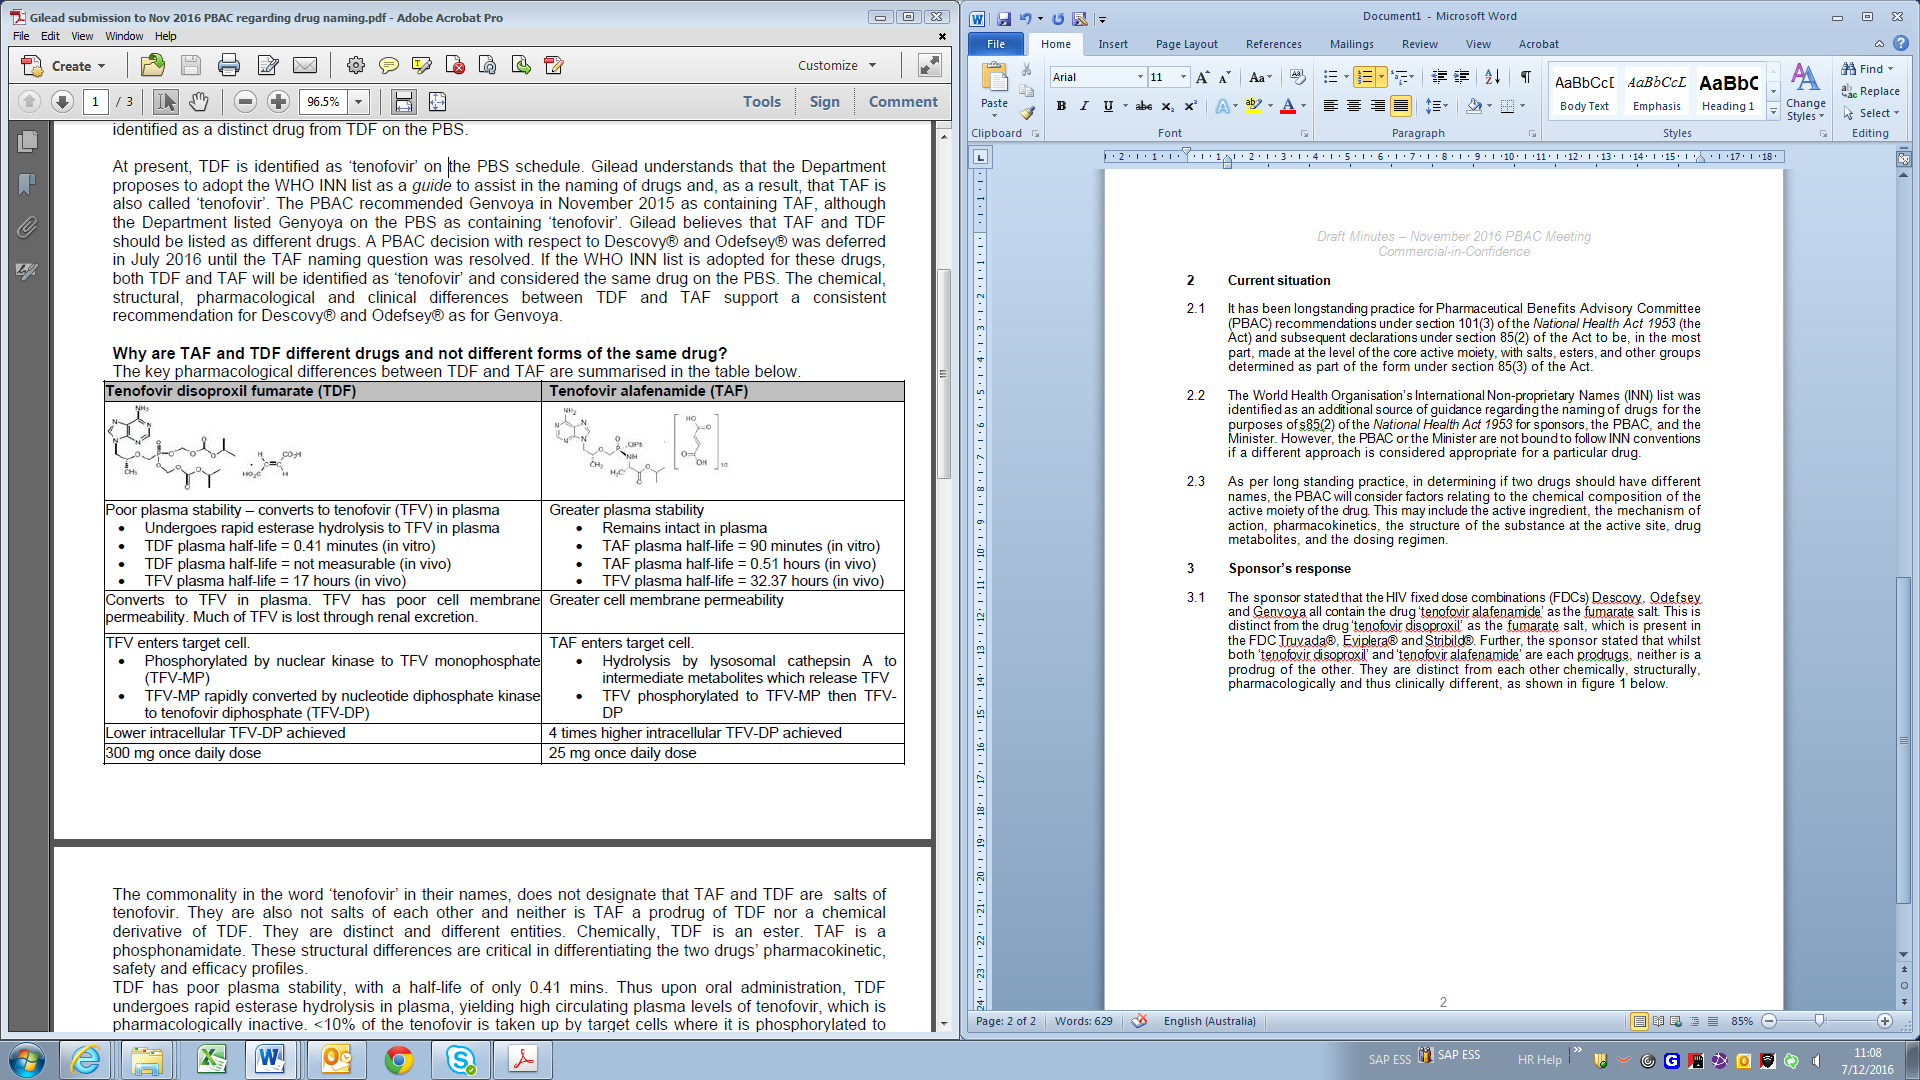 Gilead submission to Nov 2016 PBAC regarding drug naming.pdf - Adobe Acrobat Pro
File Edit View Window Help
Create
Customize
1 / 3
96.5%
Tools Sign Comment
identified as a distinct drug from TDF on the PBS.
At present, TDF is identified as ‘tenofovir’ on the PBS schedule. Gilead understands that the Department
proposes to adopt the WHO INN list as a guide to assist in the naming of drugs and, as a result, that TAF is
also called ‘tenofovir’. The PBAC recommended Genvoya in November 2015 as containing TAF, although
the Department listed Genyoya on the PBS as containing ‘tenofovir’. Gilead believes that TAF and TDF
should be listed as different drugs. A PBAC decision with respect to Descovy® and Odefsey® was deferred
in July 2016 until the TAF naming question was resolved. If the WHO INN list is adopted for these drugs,
both TDF and TAF will be identified as ‘tenofovir’ and considered the same drug on the PBS. The chemical,
structural, pharmacological and clinical differences between TDF and TAF support a consistent
recommendation for Descovy® and Odefsey® as for Genvoya.
Why are TAF and TDF different drugs and not different forms of the same drug?
The key pharmacological differences between TDF and TAF are summarised in the table below.
Tenofovir disoproxil fumarate (TDF)
Tenofovir alafenamide (TAF)
Poor plasma stability – converts to tenofovir (TFV) in plasma
• Undergoes rapid esterase hydrolysis to TFV in plasma
• TDF plasma half-life = 0.41 minutes (in vitro)
• TDF plasma half-life = not measurable (in vivo)
• TFV plasma half-life = 17 hours (in vivo)
Greater plasma stability
• Remains intact in plasma
• TAF plasma half-life = 90 minutes (in vitro)
• TAF plasma half-life = 0.51 hours (in vivo)
• TFV plasma half-life = 32.37 hours (in vivo)
Converts to TFV in plasma. TFV has poor cell membrane
permeability. Much of TFV is lost through renal excretion.
Greater cell membrane permeability
TFV enters target cell.
• Phosphorylated by nuclear kinase to TFV monophosphate
(TFV-MP)
• TFV-MP rapidly converted by nucleotide diphosphate kinase
to tenofovir diphosphate (TFV-DP)
TAF enters target cell.
• Hydrolysis by lysosomal cathepsin A to
intermediate metabolites which release TFV
• TFV phosphorylated to TFV-MP then TFV-
DP
Lower intracellular TFV-DP achieved
4 times higher intracellular TFV-DP achieved
300 mg once daily dose
25 mg once daily dose
The commonality in the word ‘tenofovir’ in their names, does not designate that TAF and TDF are salts of
tenofovir. They are also not salts of each other and neither is TAF a prodrug of TDF nor a chemical
derivative of TDF. They are distinct and different entities. Chemically, TDF is an ester. TAF is a
phosphonamidate. These structural differences are critical in differentiating the two drugs’ pharmacokinetic,
safety and efficacy profiles.
TDF has poor plasma stability, with a half-life of only 0.41 mins. Thus upon oral administration, TDF
undergoes rapid esterase hydrolysis in plasma, yielding high circulating plasma levels of tenofovir, which is
pharmacologically inactive. <10% of the tenofovir is taken up by target cells where it is phosphorylated to
Document1 - Microsoft Word
File Home Insert Page Layout References Mailings Review View Acrobat
Paste
Clipboard
Arial 11
Font
Paragraph
AaBbCcD Body Text
AaBbCcL Emphasis
AaBbC Heading 1
Change Styles
Styles
Find
Replace
Select
Editing
Draft Minutes – November 2016 PBAC Meeting
Commercial-in-Confidence
2 Current situation
2.1 It has been longstanding practice for Pharmaceutical Benefits Advisory Committee
(PBAC) recommendations under section 101(3) of the National Health Act 1953 (the
Act) and subsequent declarations under section 85(2) of the Act to be, in the most
part, made at the level of the core active moiety, with salts, esters, and other groups
determined as part of the form under section 85(3) of the Act.
2.2 The World Health Organisation’s International Non-proprietary Names (INN) list was
identified as an additional source of guidance regarding the naming of drugs for the
purposes of s85(2) of the National Health Act 1953 for sponsors, the PBAC, and the
Minister. However, the PBAC or the Minister are not bound to follow INN conventions
if a different approach is considered appropriate for a particular drug.
2.3 As per long standing practice, in determining if two drugs should have different
names, the PBAC will consider factors relating to the chemical composition of the
active moiety of the drug. This may include the active ingredient, the mechanism of
action, pharmacokinetics, the structure of the substance at the active site, drug
metabolites, and the dosing regimen.
3 Sponsor’s response
3.1 The sponsor stated that the HIV fixed dose combinations (FDCs) Descovy, Odefsey
and Genvoya all contain the drug ‘tenofovir alafenamide’ as the fumarate salt. This is
distinct from the drug ‘tenofovir disoproxil’ as the fumarate salt, which is present in
the FDC Truvada®, Eviplera® and Stribild®. Further, the sponsor stated that whilst
both ‘tenofovir disoproxil’ and ‘tenofovir alafenamide’ are each prodrugs, neither is a
prodrug of the other. They are distinct from each other chemically, structurally,
pharmacologically and thus clinically different, as shown in figure 1 below.
2
Page: 2 of 2 Words: 629 English (Australia) 85%
SAP ESS SAP ESS HR Help
11:08
7/12/2016